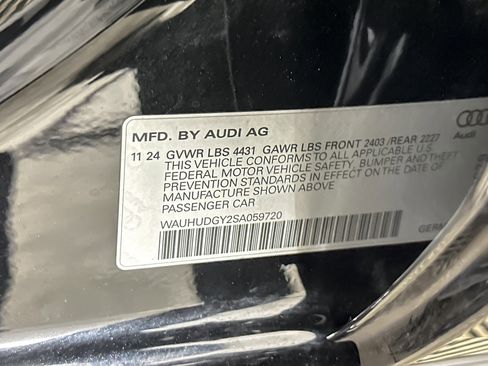 MFD. BY AUDI AG
11 24 GVWR LBS 4431 GAWR LBS FRONT 2403 /REAR 2227
THIS VEHICLE CONFORMS TO ALL APPLICABLE U.S.
FEDERAL MOTOR VEHICLE SAFETY, BUMPER AND THEFT
STANDARDS IN EFFECT ON THE DATE OF
MANUFACTURE SHOWN ABOVE
PASSENGER CAR
WAUHUDGY2SA059720
Audi
GERMA